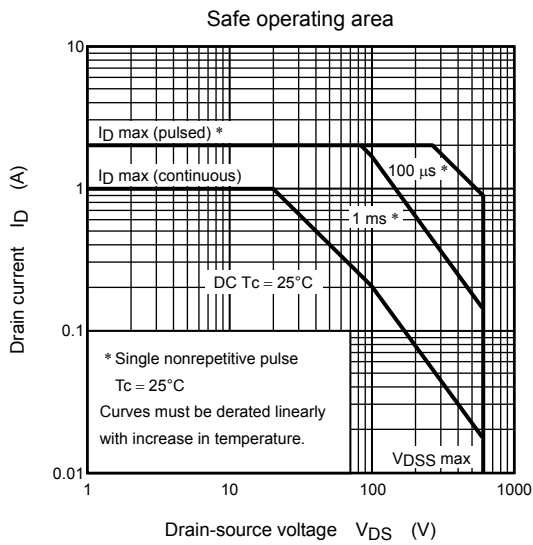 Safe operating area
Drain current ID (A)
10
1
0.1
0.01
ID max (pulsed) *
ID max (continuous)
100 μs *
1 ms *
DC Tc = 25°C
* Single nonrepetitive pulse
Tc = 25°C
Curves must be derated linearly
with increase in temperature.
VDSS max
1
10
100
1000
Drain-source voltage VDS (V)